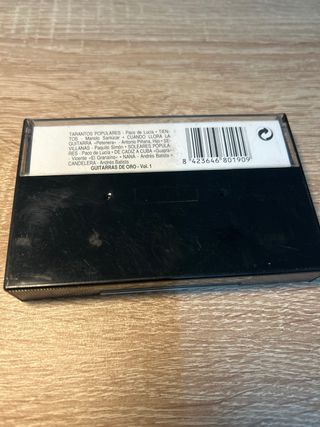 TARANTOS POPULARES - Paco de Lucía • TIEN-
TOS - Manolo Sanlúcar • CUANDO LLORA LA
GUITARRA «Petenera» - Antonio Piñana, Hijo • SE-
VILLANAS - Paquito Simón • SOLEARES POPULA-
RES - Paco de Lucía • DE CADIZ A CUBA «Guajira»
- Vicente «El Granaíno» • NANA - Andrés Batista •
CANDELERA - Andrés Batista
GUITARRAS DE ORO - Vol. 1
8 423646 801909